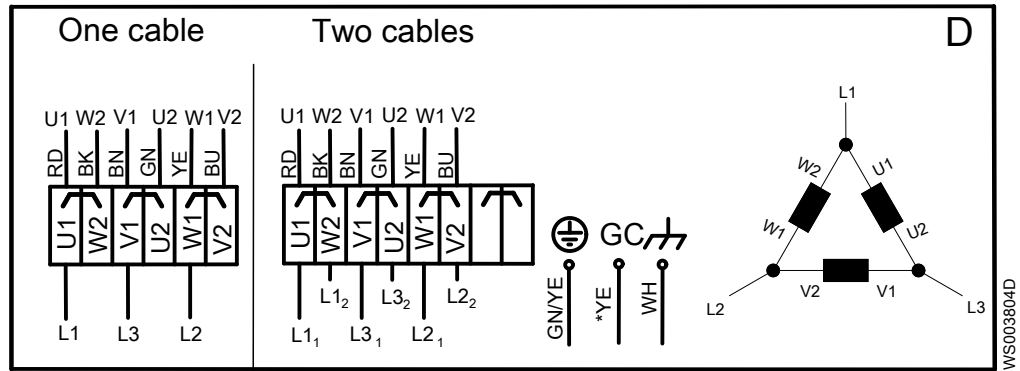 One cable
Two cables
D
U1 W2 V1 U2 W1 V2
RD BK BN GN YE BU
U1 W2 V1 U2 W1 V2
L1 L3 L2
U1 W2 V1 U2 W1 V2
RD BK BN GN YE BU
U1 W2 V1 U2 W1 V2
L1₂ L3₂ L2₂
L1₁ L3₁ L2₁
GC
GN/YE *YE WH
L1
W2 U1
W1 U2
V2 V1
L2 L3
WS003804D